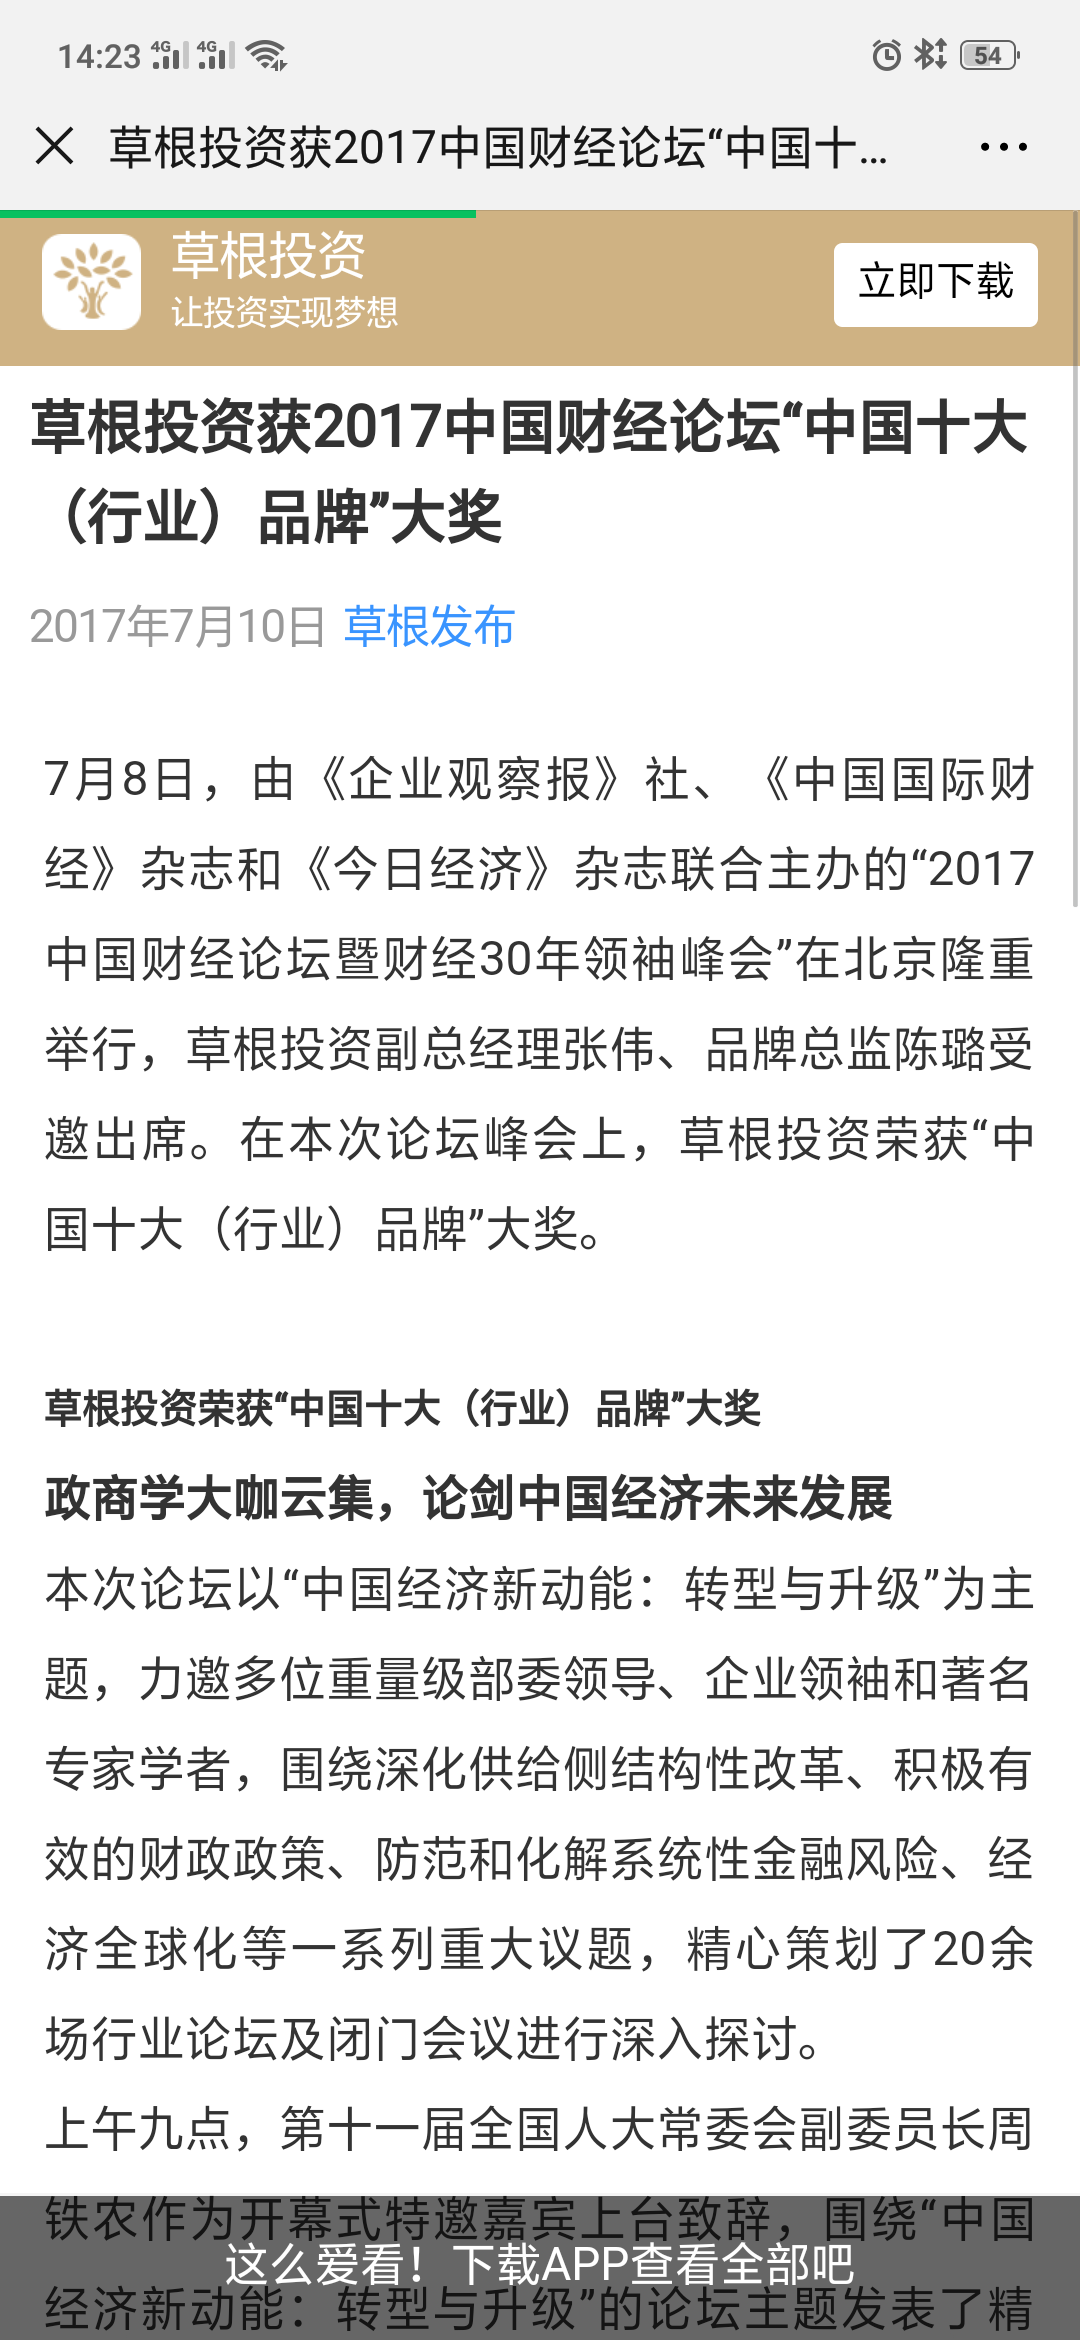 14:23 4G 4G 54
草根投资获2017中国财经论坛“中国十...
草根投资
让投资实现梦想
立即下载
草根投资获2017中国财经论坛“中国十大
（行业）品牌”大奖
2017年7月10日 草根发布
7月8日，由《企业观察报》社、《中国国际财
经》杂志和《今日经济》杂志联合主办的“2017
中国财经论坛暨财经30年领袖峰会”在北京隆重
举行，草根投资副总经理张伟、品牌总监陈璐受
邀出席。在本次论坛峰会上，草根投资荣获“中
国十大（行业）品牌”大奖。
草根投资荣获“中国十大（行业）品牌”大奖
政商学大咖云集，论剑中国经济未来发展
本次论坛以“中国经济新动能：转型与升级”为主
题，力邀多位重量级部委领导、企业领袖和著名
专家学者，围绕深化供给侧结构性改革、积极有
效的财政政策、防范和化解系统性金融风险、经
济全球化等一系列重大议题，精心策划了20余
场行业论坛及闭门会议进行深入探讨。
上午九点，第十一届全国人大常委会副委员长周
铁农作为开幕式特邀嘉宾上台致辞，围绕“中国
这么爱看！下载APP查看全部吧
经济新动能：转型与升级”的论坛主题发表了精